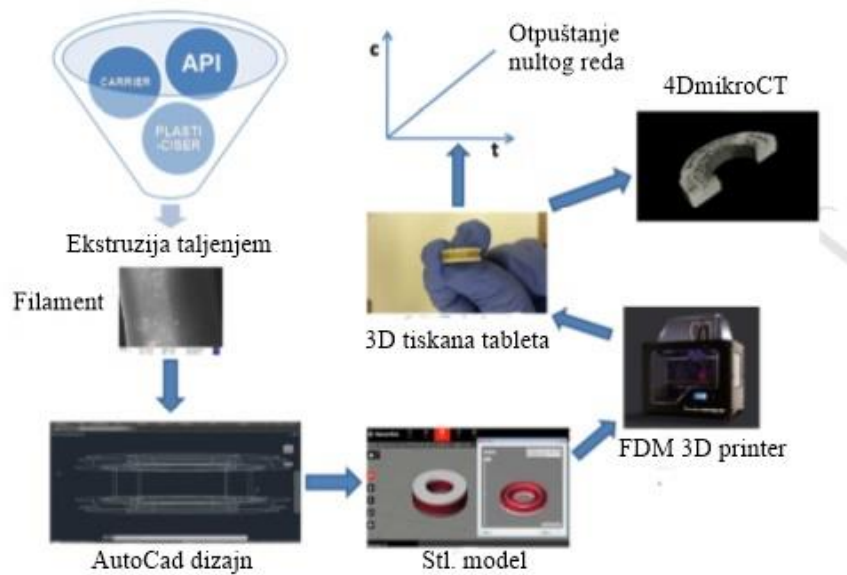 API
CARRIER
PLASTI
-CIBER
Ekstruzija taljenjem
Filament
AutoCad dizajn
Stl. model
FDM 3D printer
3D tiskana tableta
c
t
Otpuštanje
nultog reda
4DmikroCT